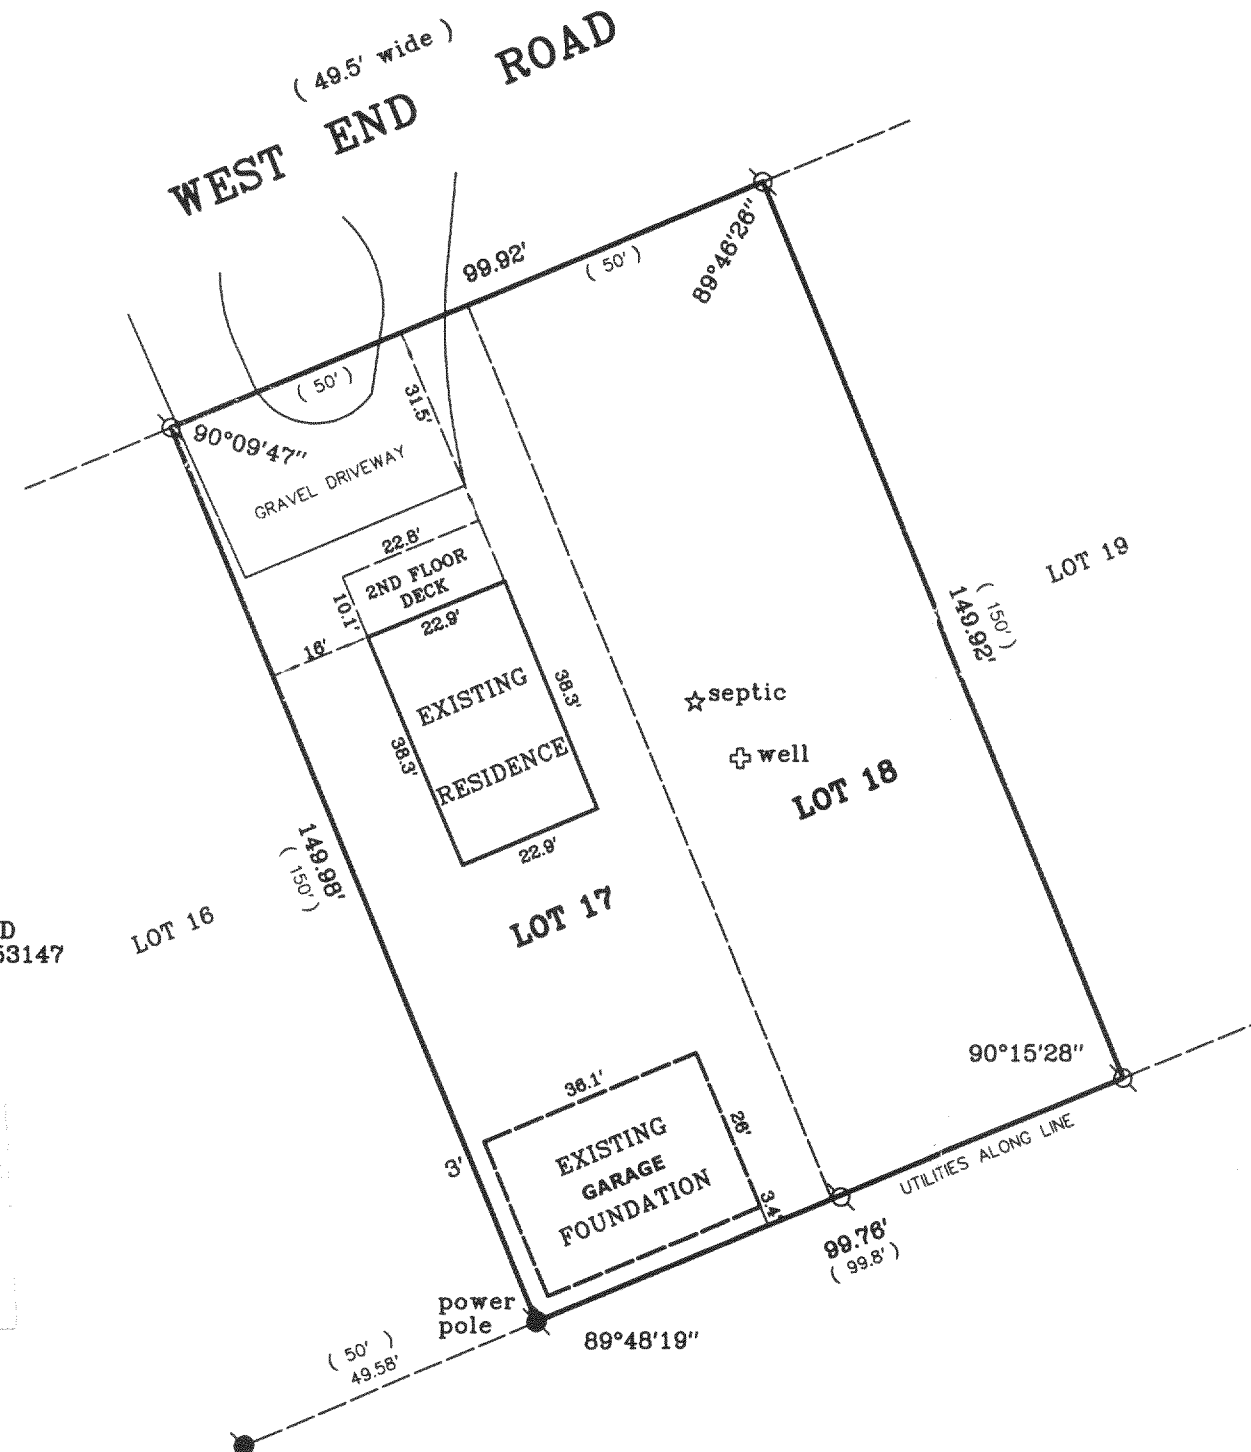 ( 49.5' wide )
WEST END ROAD
99.92'
( 50' )
89°46'26"
( 50' )
31.5'
90°09'47"
GRAVEL DRIVEWAY
22.8'
2ND FLOOR
DECK
10.1'
22.9'
16'
EXISTING
RESIDENCE
38.3'
38.3'
22.9'
LOT 19
149.92'
( 150' )
septic
well
LOT 18
149.98'
( 150' )
LOT 17
D
53147
LOT 16
36.1'
26'
EXISTING
GARAGE
FOUNDATION
3'
3.4'
90°15'28"
UTILITIES ALONG LINE
99.76'
( 99.8' )
power
pole
89°48'19"
( 50' )
49.58'